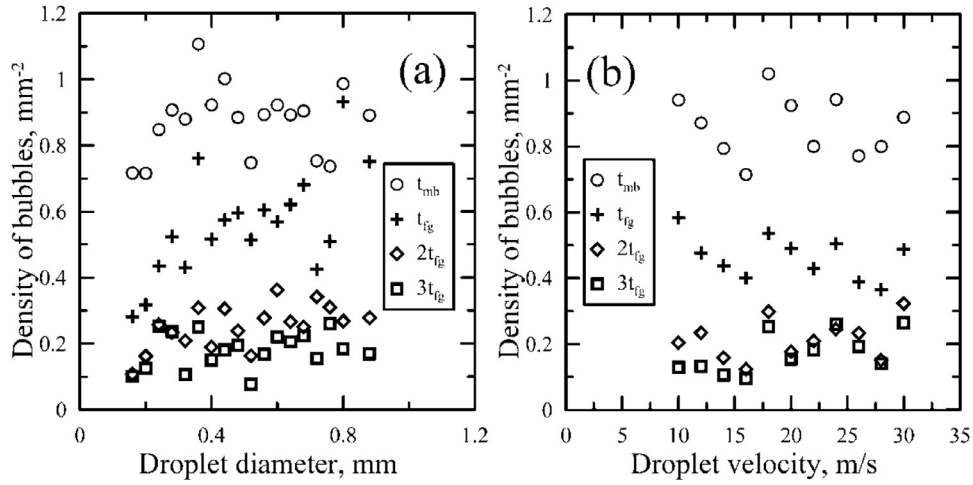 1.2
1
0.8
0.6
0.4
0.2
0
Density of bubbles, mm⁻²
(a)
t_mb
t_fg
2t_fg
3t_fg
0 0.4 0.8 1.2
Droplet diameter, mm
1.2
1
0.8
0.6
0.4
0.2
0
Density of bubbles, mm⁻²
(b)
t_mb
t_fg
2t_fg
3t_fg
0 5 10 15 20 25 30 35
Droplet velocity, m/s